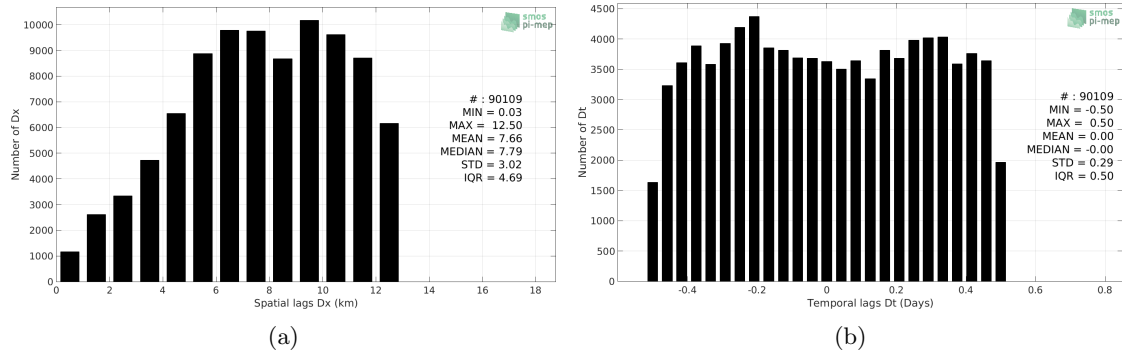 10000
9000
8000
7000
6000
5000
4000
3000
2000
1000
0
Number of Dx
0 2 4 6 8 10 12 14 16 18
Spatial lags Dx (km)
smos
pi-mep
# : 90109
MIN = 0.03
MAX = 12.50
MEAN = 7.66
MEDIAN = 7.79
STD = 3.02
IQR = 4.69
(a)
4500
4000
3500
3000
2500
2000
1500
1000
500
0
Number of Dt
-0.4 -0.2 0 0.2 0.4 0.6 0.8
Temporal lags Dt (Days)
smos
pi-mep
# : 90109
MIN = -0.50
MAX = 0.50
MEAN = 0.00
MEDIAN = -0.00
STD = 0.29
IQR = 0.50
(b)